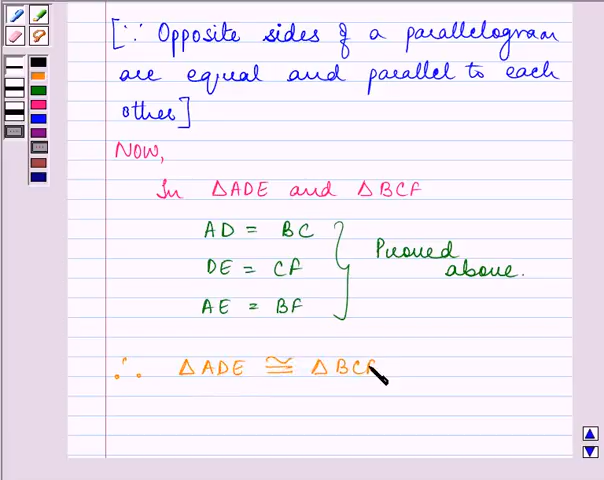 [∵ Opposite sides of a parallelogram
are equal and parallel to each
other]
NOW,
In ΔADE and ΔBCF
AD = BC
DE = CF
AE = BF
Proved
above.
∴ ΔADE ≅ ΔBCF